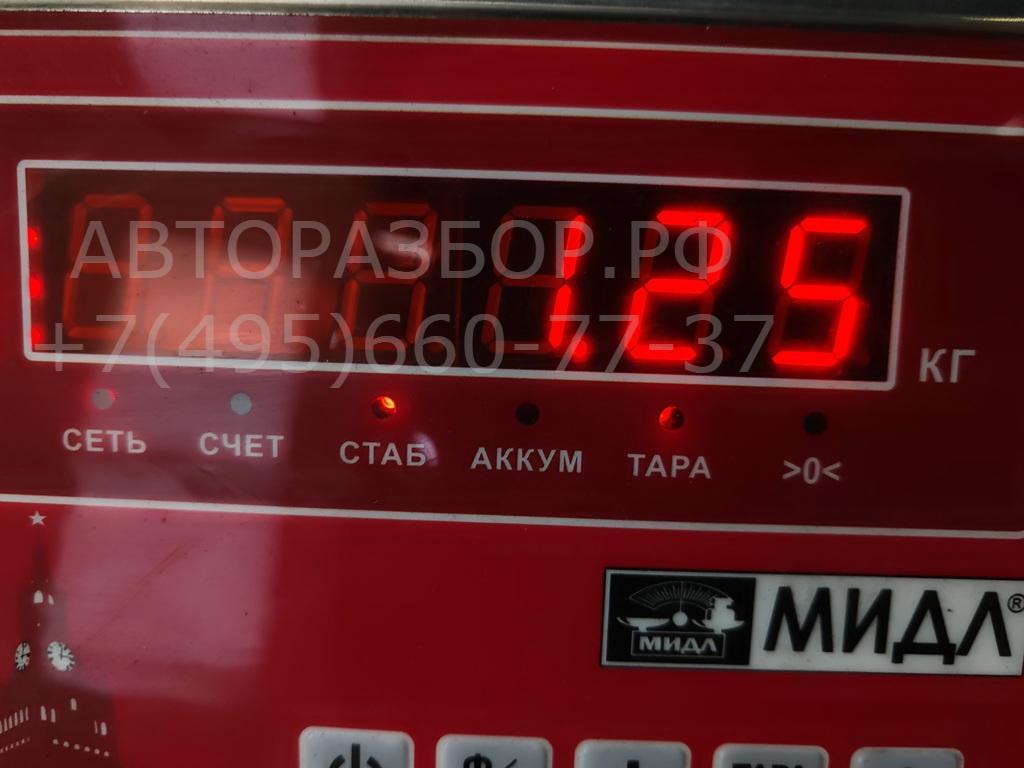 1.25
АВТОРАЗБОР.РФ
+7(495)660-77-37
КГ
СЕТЬ СЧЕТ СТАБ АККУМ ТАРА >0<
МИДЛ МИДЛ®